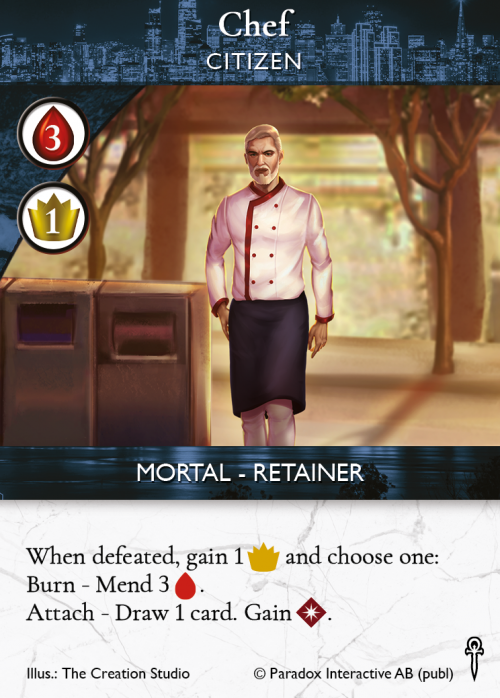 Chef
CITIZEN
3
1
MORTAL - RETAINER
When defeated, gain 1 and choose one:
Burn - Mend 3 .
Attach - Draw 1 card. Gain .
Illus.: The Creation Studio © Paradox Interactive AB (publ)